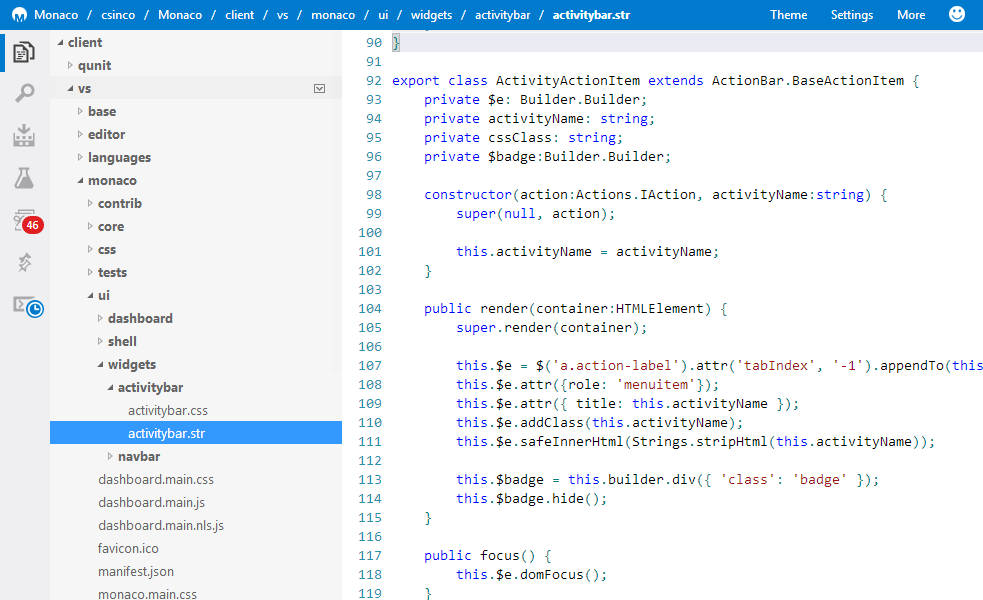 Monaco / csinco / Monaco / client / vs / monaco / ui / widgets / activitybar / activitybar.str Theme Settings More
client
qunit
vs
base
editor
languages
monaco
contrib
core
css
tests
ui
dashboard
shell
widgets
activitybar
activitybar.css
activitybar.str
navbar
dashboard.main.css
dashboard.main.js
dashboard.main.nls.js
favicon.ico
manifest.json
monaco.main.css
46
90 }
91
92 export class ActivityActionItem extends ActionBar.BaseActionItem {
93 private $e: Builder.Builder;
94 private activityName: string;
95 private cssClass: string;
96 private $badge:Builder.Builder;
97
98 constructor(action:Actions.IAction, activityName:string) {
99 super(null, action);
100
101 this.activityName = activityName;
102 }
103
104 public render(container:HTMLElement) {
105 super.render(container);
106
107 this.$e = $('a.action-label').attr('tabIndex', '-1').appendTo(this
108 this.$e.attr({role: 'menuitem'});
109 this.$e.attr({ title: this.activityName });
110 this.$e.addClass(this.activityName);
111 this.$e.safeInnerHtml(Strings.stripHtml(this.activityName));
112
113 this.$badge = this.builder.div({ 'class': 'badge' });
114 this.$badge.hide();
115 }
116
117 public focus() {
118 this.$e.domFocus();
119 }